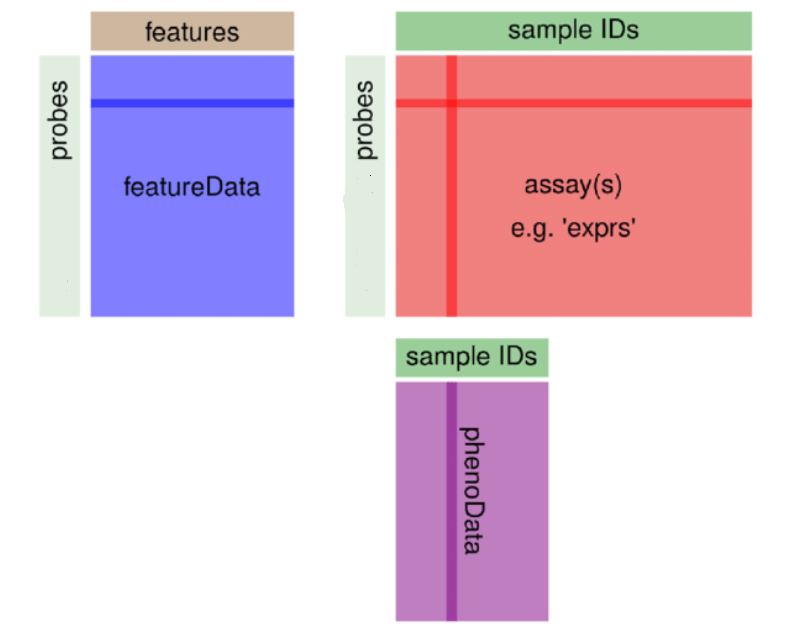 features
sample IDs
probes
featureData
probes
assay(s)
e.g. 'exprs'
sample IDs
phenoData